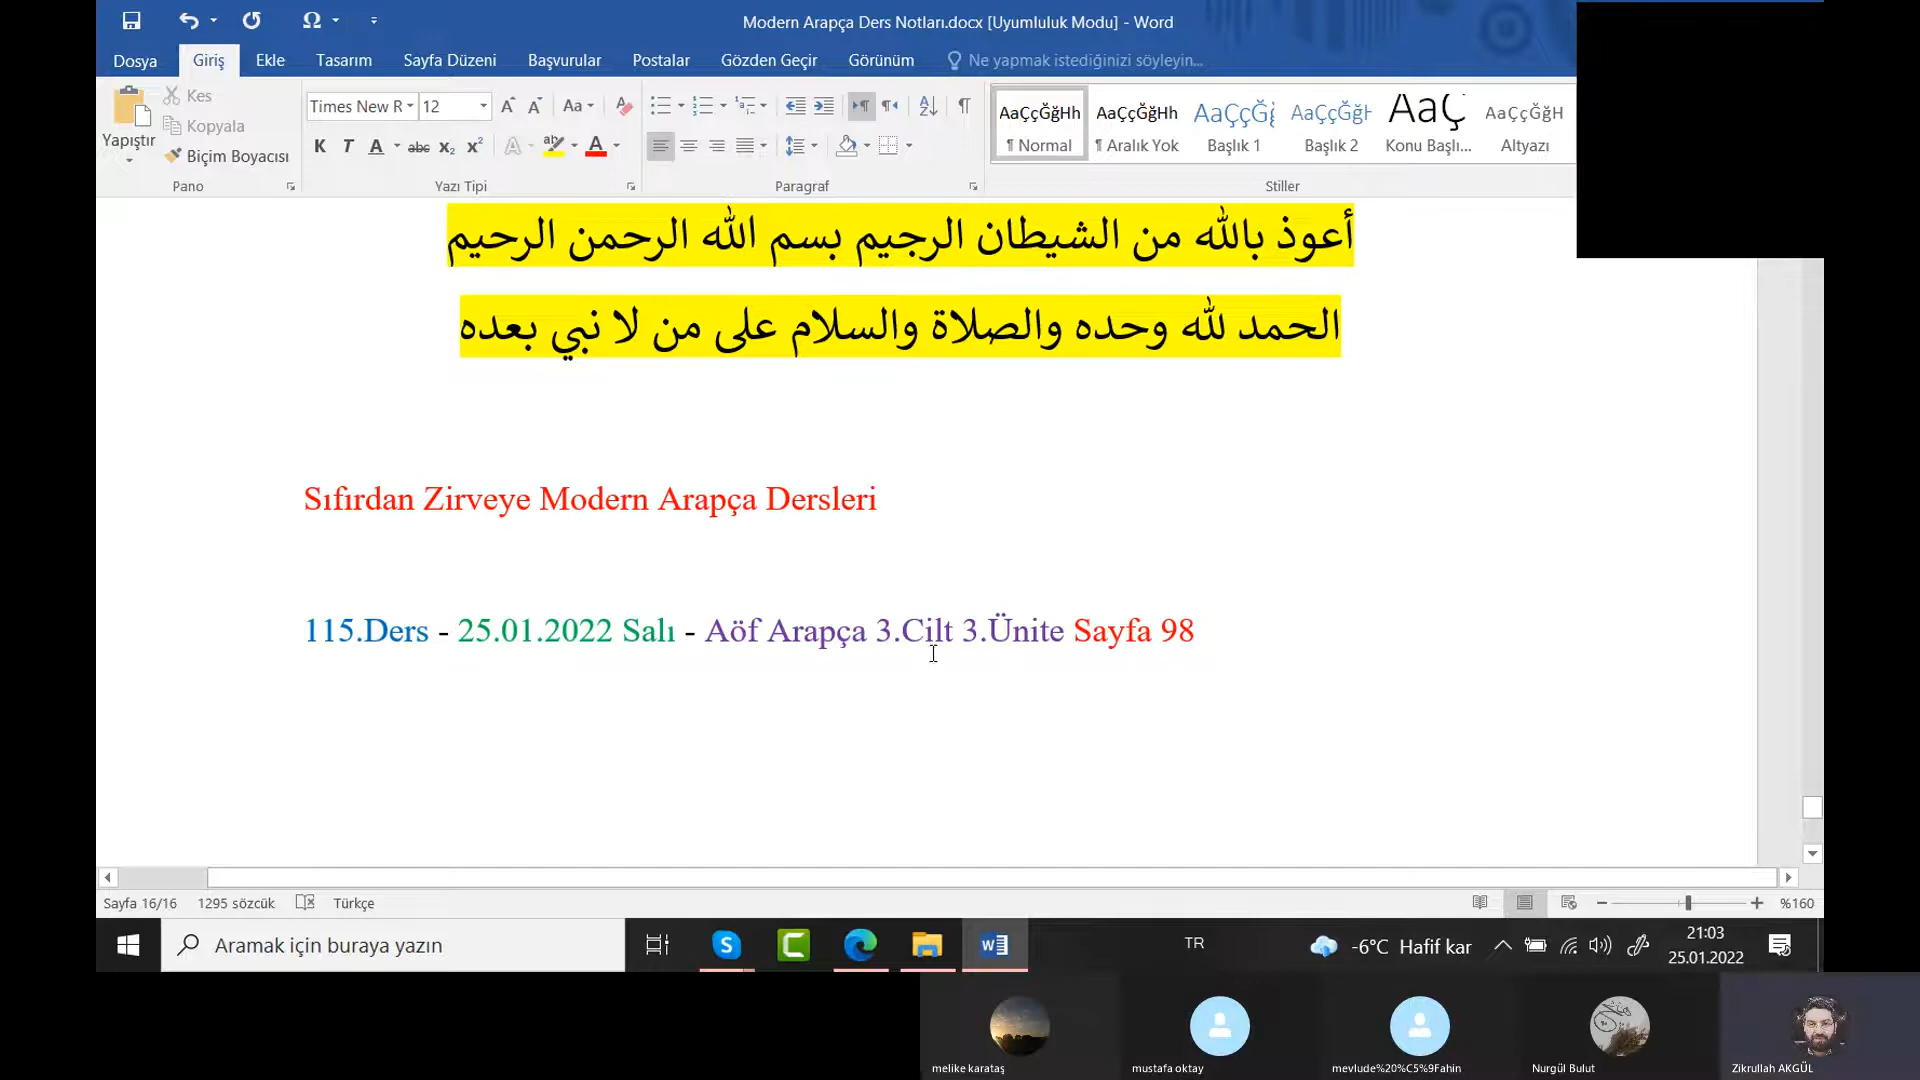 Modern Arapça Ders Notları.docx [Uyumluluk Modu] - Word
Dosya Giriş Ekle Tasarım Sayfa Düzeni Başvurular Postalar Gözden Geçir Görünüm Ne yapmak istediğinizi söyleyin...
Yapıştır
Kes
Kopyala
Biçim Boyacısı
Pano
Times New R 12
Yazı Tipi
Paragraf
AaÇçĞğHh AaÇçĞğHh AaÇçĞğ AaÇçĞğH AaÇ AaÇçĞğH
¶ Normal ¶ Aralık Yok Başlık 1 Başlık 2 Konu Başlı... Altyazı
Stiller
أعوذ بالله من الشيطان الرجيم بسم الله الرحمن الرحيم
الحمد لله وحده والصلاة والسلام على من لا نبي بعده
Sıfırdan Zirveye Modern Arapça Dersleri
115.Ders - 25.01.2022 Salı - Aöf Arapça 3.Cilt 3.Ünite Sayfa 98
Sayfa 16/16 1295 sözcük Türkçe %160
Aramak için buraya yazın TR -6°C Hafif kar 21:03
25.01.2022
melike karataş mustafa oktay mevlude%20%C5%9Fahin Nurgül Bulut Zikrullah AKGÜL